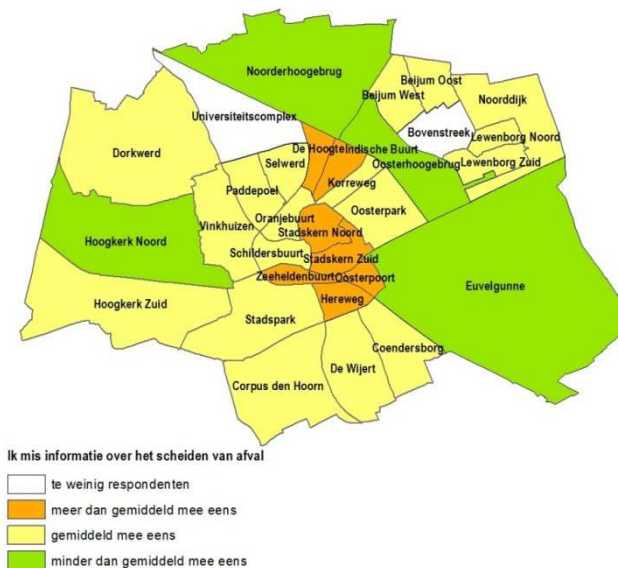 Noorderhoogebrug
Beijum Oost
Beijum West
Noorddijk
Universiteitscomplex
Bovenstreek
Lewenborg Noord
De Hoogte
Indische Buurt
Dorkwerd
Selwerd
Oosterhoogebrug
Lewenborg Zuid
Paddepoel
Korreweg
Oranjebuurt
Oosterpark
Vinkhuizen
Stadskern Noord
Hoogkerk Noord
Schildersbuurt
Stadskern Zuid
Zeeheldenbuurt
Oosterpoort
Euvelgunne
Hoogkerk Zuid
Hereweg
Stadspark
Coendersborg
De Wijert
Corpus den Hoorn
Ik mis informatie over het scheiden van afval
te weinig respondenten
meer dan gemiddeld mee eens
gemiddeld mee eens
minder dan gemiddeld mee eens